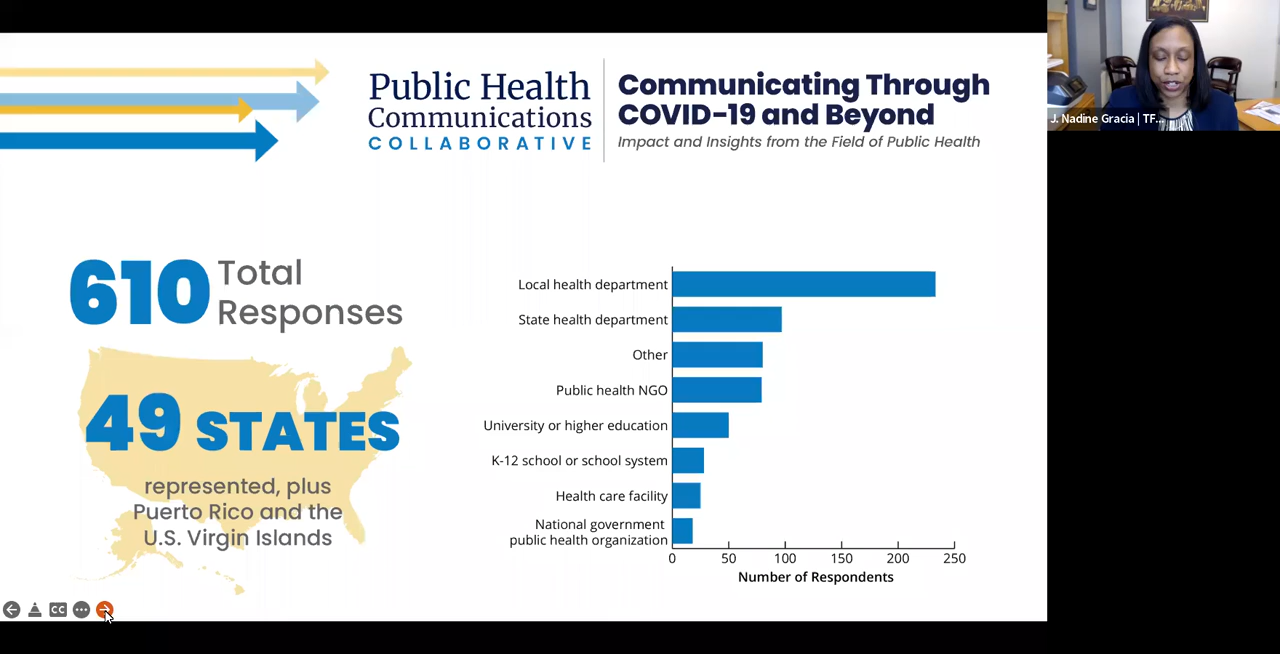 Public Health
Communications
COLLABORATIVE
Communicating Through
COVID-19 and Beyond
Impact and Insights from the Field of Public Health
J. Nadine Gracia | TF...
610 Total
Responses
49 STATES
represented, plus
Puerto Rico and the
U.S. Virgin Islands
Local health department
State health department
Other
Public health NGO
University or higher education
K-12 school or school system
Health care facility
National government
public health organization
0 50 100 150 200 250
Number of Respondents
CC